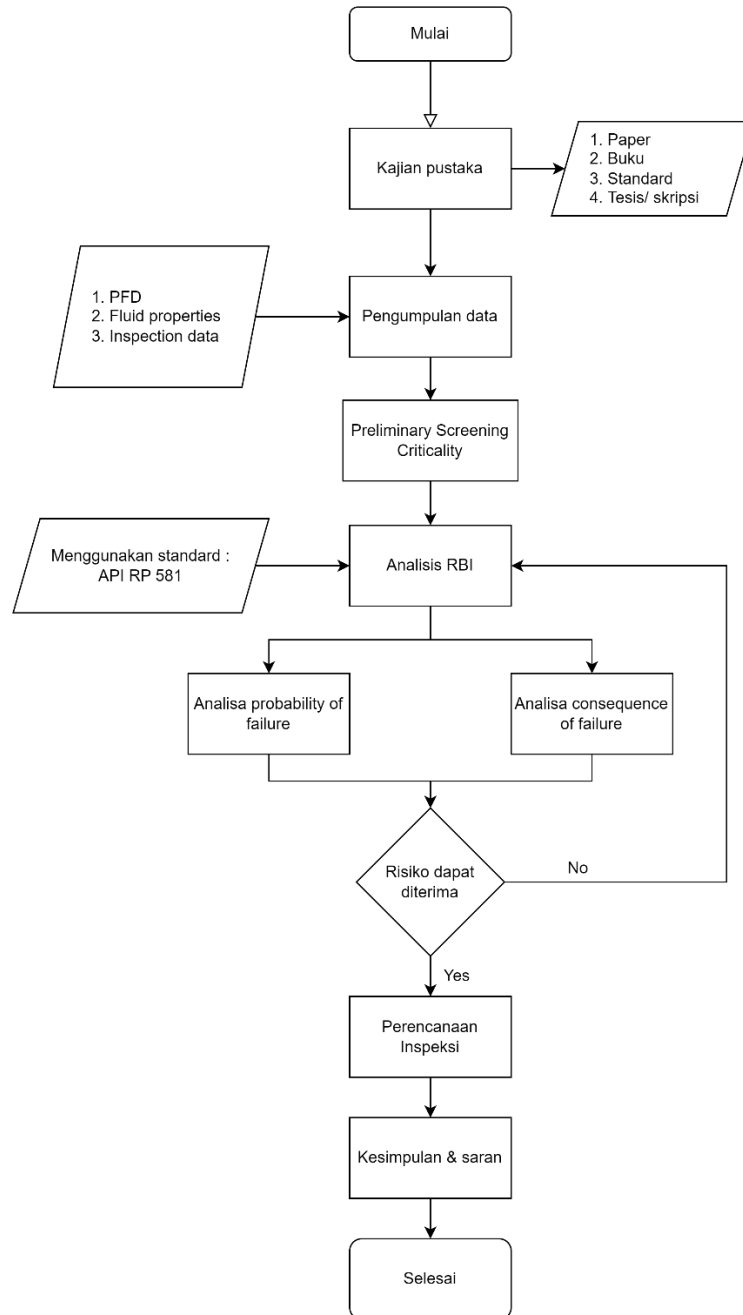 Mulai
Kajian pustaka
1. Paper
2. Buku
3. Standard
4. Tesis/ skripsi
1. PFD
2. Fluid properties
3. Inspection data
Pengumpulan data
Preliminary Screening
Criticality
Menggunakan standard :
API RP 581
Analisis RBI
Analisa probability of
failure
Analisa consequence
of failure
Risiko dapat
diterima
No
Yes
Perencanaan
Inspeksi
Kesimpulan & saran
Selesai